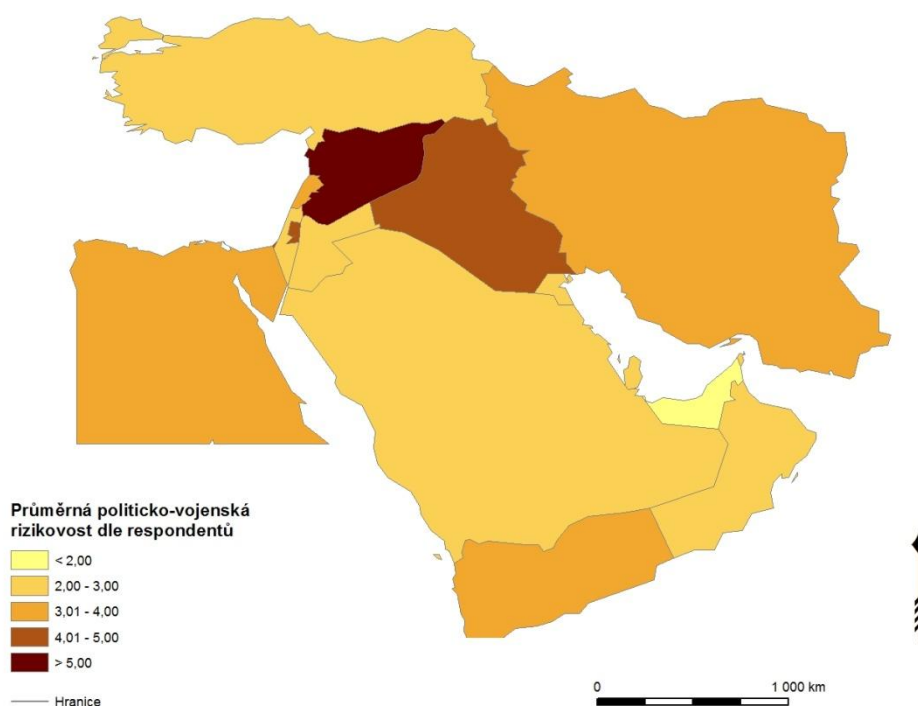 Průměrná politicko-vojenská
rizikovost dle respondentů
< 2,00
2,00 - 3,00
3,01 - 4,00
4,01 - 5,00
> 5,00
Hranice
0 1 000 km